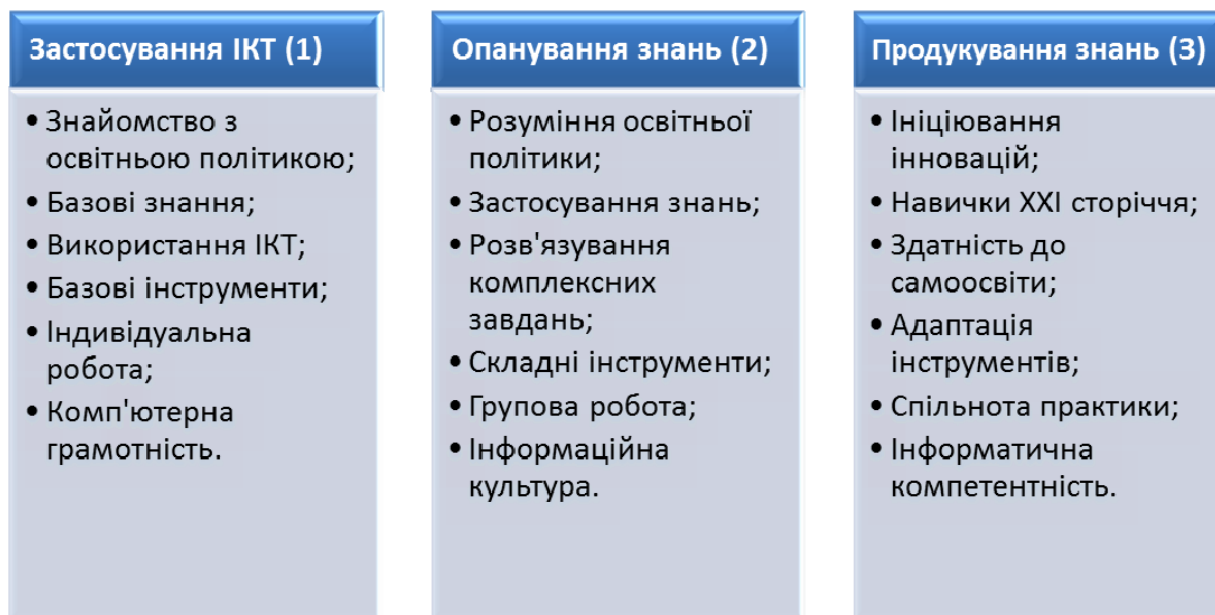 Застосування ІКТ (1)
• Знайомство з
освітньою політикою;
• Базові знання;
• Використання ІКТ;
• Базові інструменти;
• Індивідуальна
робота;
• Комп'ютерна
грамотність.
Опанування знань (2)
• Розуміння освітньої
політики;
• Застосування знань;
• Розв'язування
комплексних
завдань;
• Складні інструменти;
• Групова робота;
• Інформаційна
культура.
Продукування знань (3)
• Ініціювання
інновацій;
• Навички ХХІ сторіччя;
• Здатність до
самоосвіти;
• Адаптація
інструментів;
• Спільнота практики;
• Інформатична
компетентність.